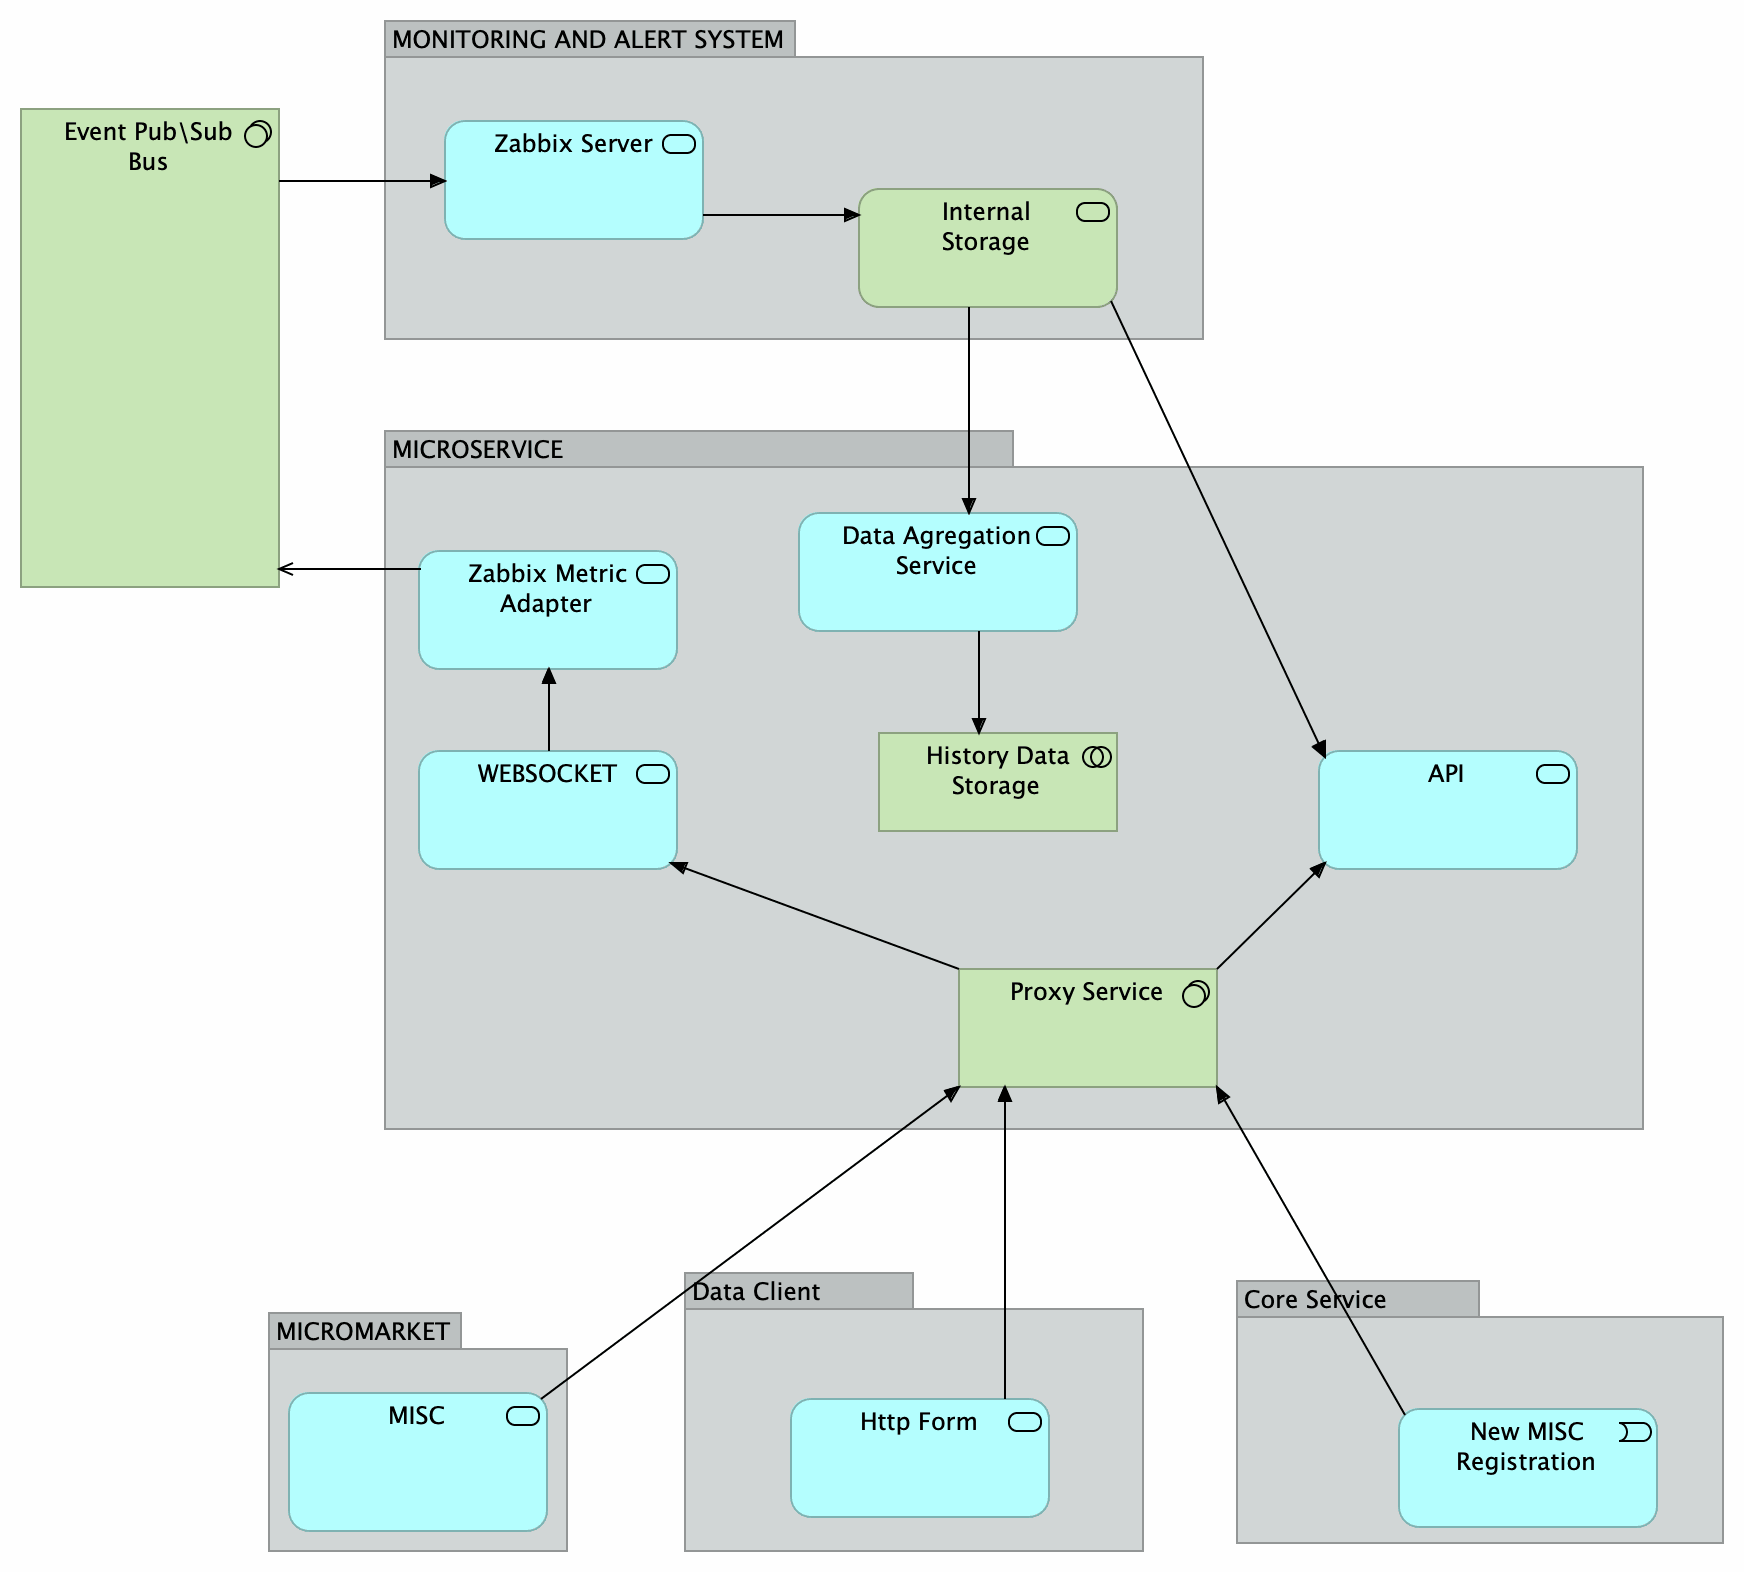 MONITORING AND ALERT SYSTEM
Event Pub\Sub
Bus
Zabbix Server
Internal
Storage
MICROSERVICE
Data Agregation
Service
Zabbix Metric
Adapter
History Data
Storage
WEBSOCKET
API
Proxy Service
Data Client
Core Service
MICROMARKET
MISC
Http Form
New MISC
Registration